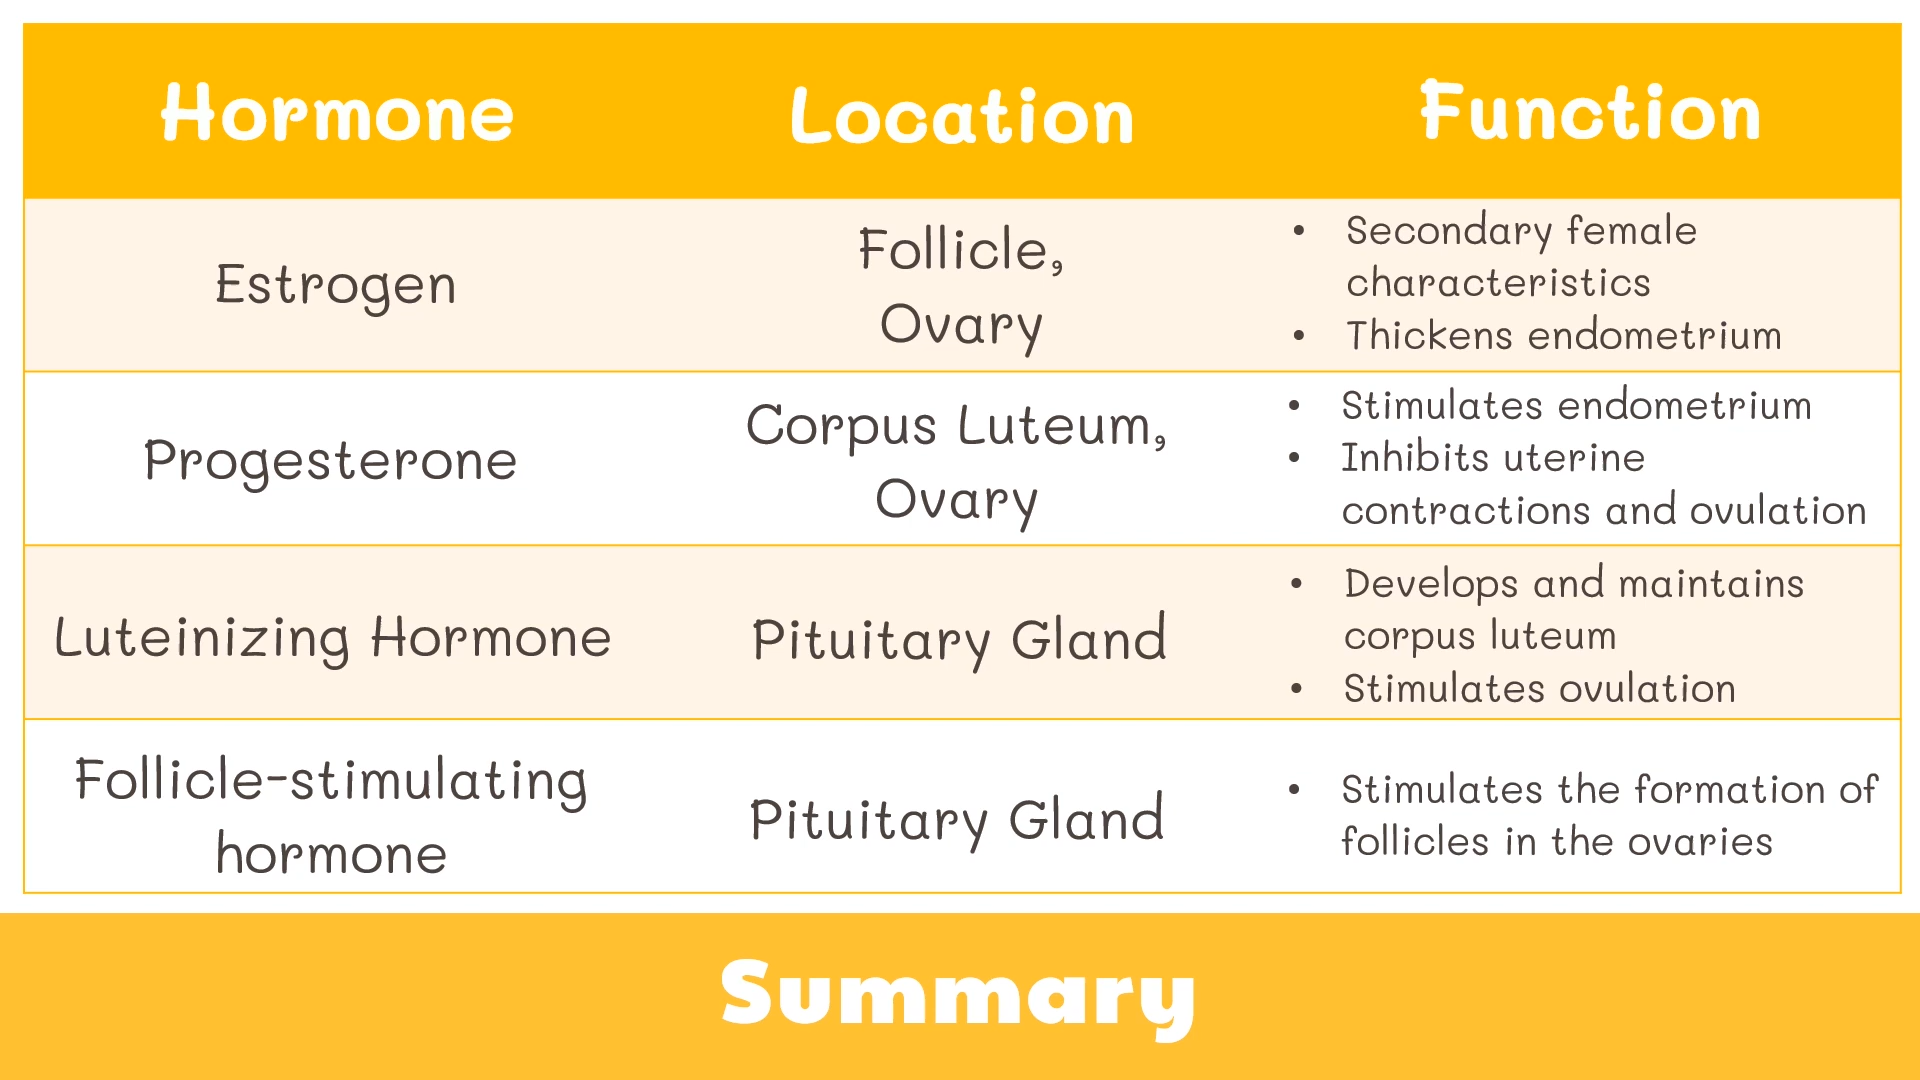 Hormone
Location
Function
Estrogen
Follicle,
Ovary
• Secondary female
characteristics
• Thickens endometrium
Progesterone
Corpus Luteum,
Ovary
• Stimulates endometrium
• Inhibits uterine
contractions and ovulation
Luteinizing Hormone
Pituitary Gland
• Develops and maintains
corpus luteum
• Stimulates ovulation
Follicle-stimulating
hormone
Pituitary Gland
• Stimulates the formation of
follicles in the ovaries
Summary